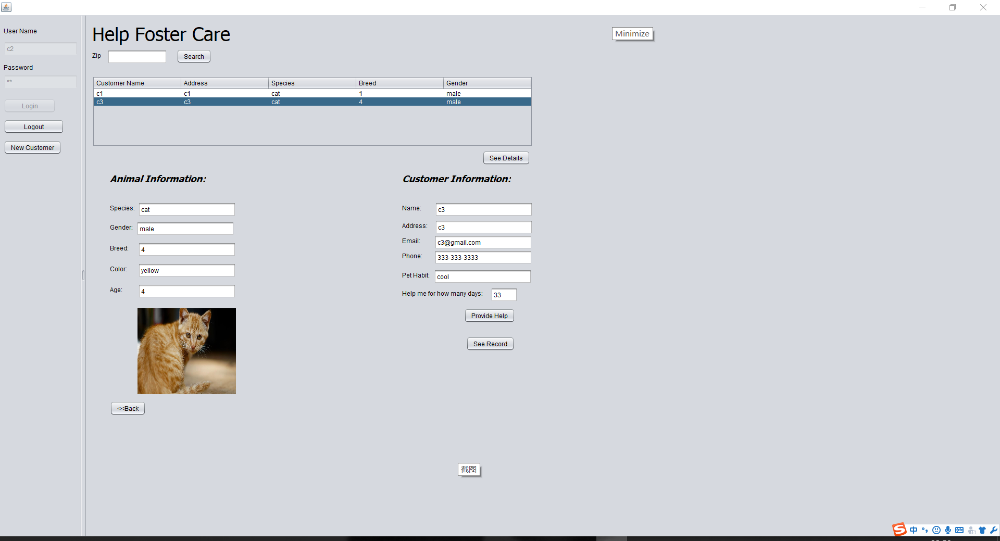 Help Foster Care
Minimize
User Name
c2
Password
**
Login
Logout
New Customer
Zip
Search
Customer Name Address Species Breed Gender
c1 c1 cat 1 male
c3 c3 cat 4 male
See Details
Animal Information:
Species: cat
Gender: male
Breed: 4
Color: yellow
Age: 4
<<Back
Customer Information:
Name: c3
Address: c3
Email: c3@gmail.com
Phone: 333-333-3333
Pet Habit: cool
Help me for how many days: 33
Provide Help
See Record
截图
S 中